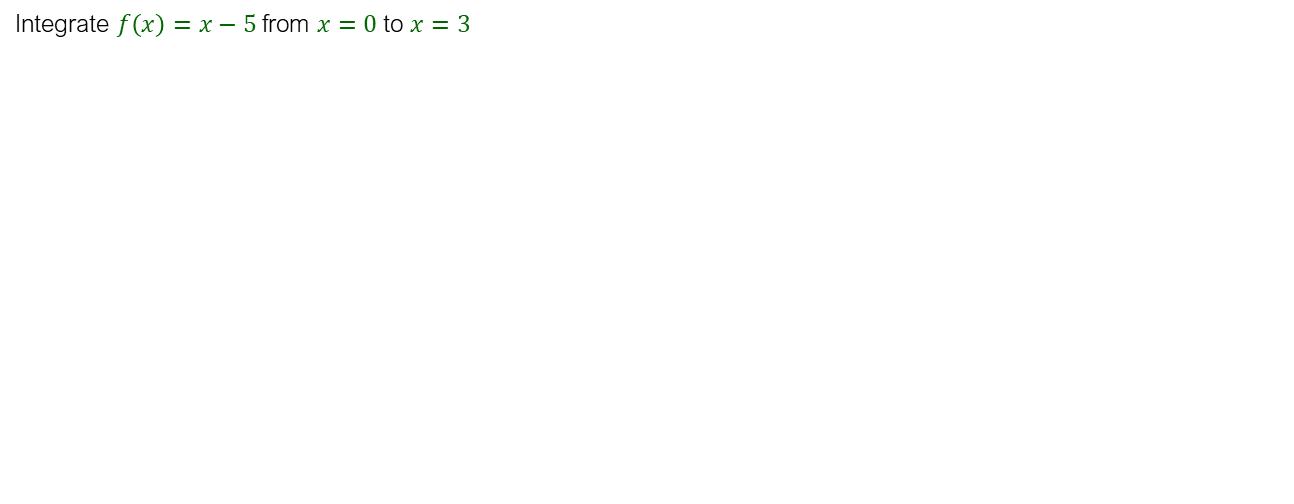 Integrate f(x) = x − 5 from x = 0 to x = 3